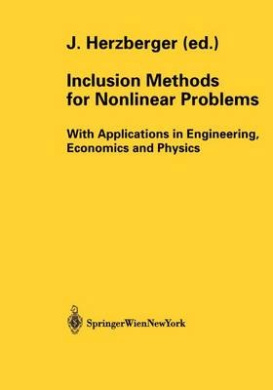 J. Herzberger (ed.)
Inclusion Methods
for Nonlinear Problems
With Applications in Engineering,
Economics and Physics
SpringerWienNewYork